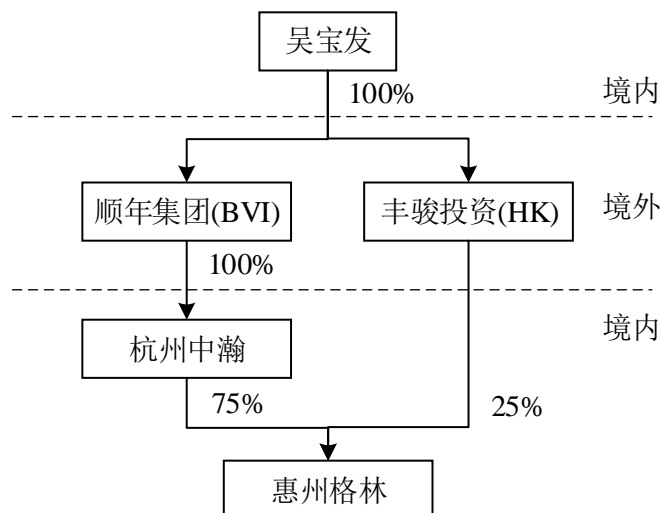 吴宝发
100%
境内
顺年集团(BVI)
丰骏投资(HK)
境外
100%
杭州中瀚
境内
75%
25%
惠州格林